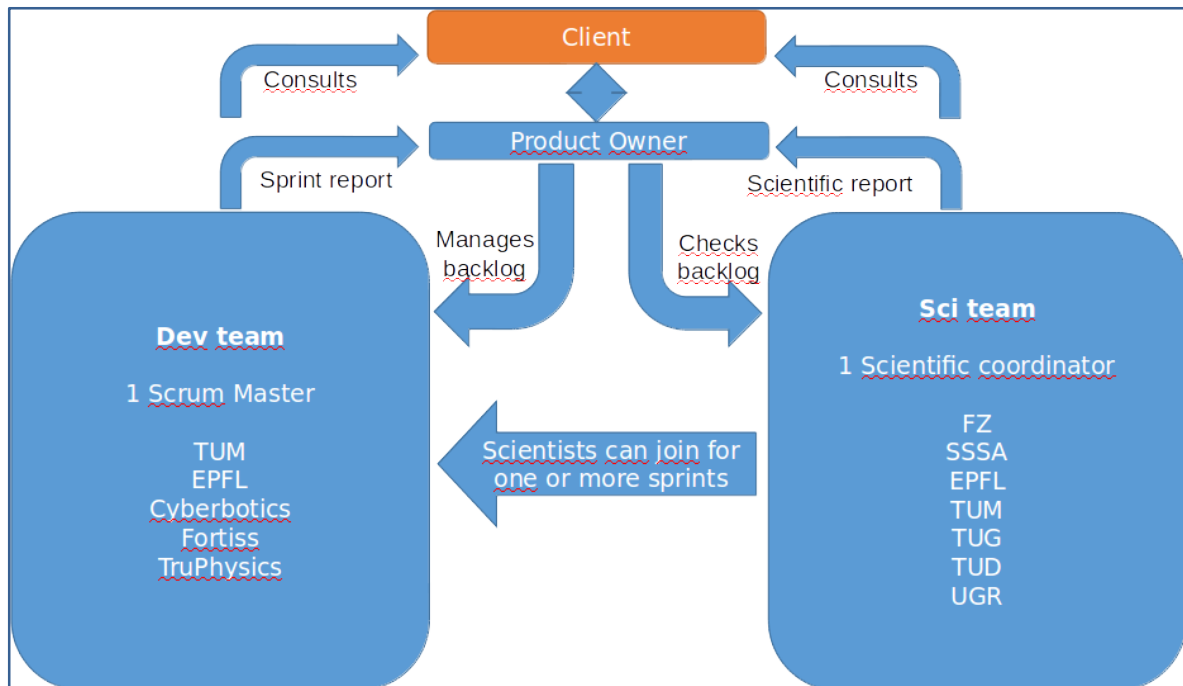 Client
Consults
Consults
Product Owner
Sprint report
Scientific report
Manages
backlog
Checks
backlog
Dev team
1 Scrum Master
TUM
EPFL
Cyberbotics
Fortiss
TruPhysics
Scientists can join for
one or more sprints
Sci team
1 Scientific coordinator
FZ
SSSA
EPFL
TUM
TUG
TUD
UGR